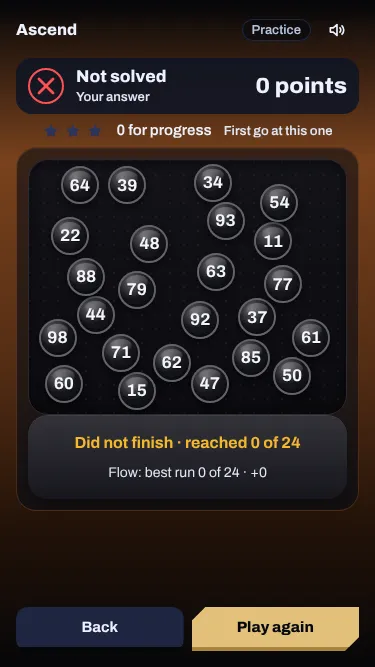 Ascend
Practice
Not solved
Your answer
0 points
0 for progress
First go at this one
64 39 34
54
93
22 48 11
88 79 63 77
44 92 37
98 71 62 85 61
60 15 47 50
Did not finish · reached 0 of 24
Flow: best run 0 of 24 · +0
Back
Play again